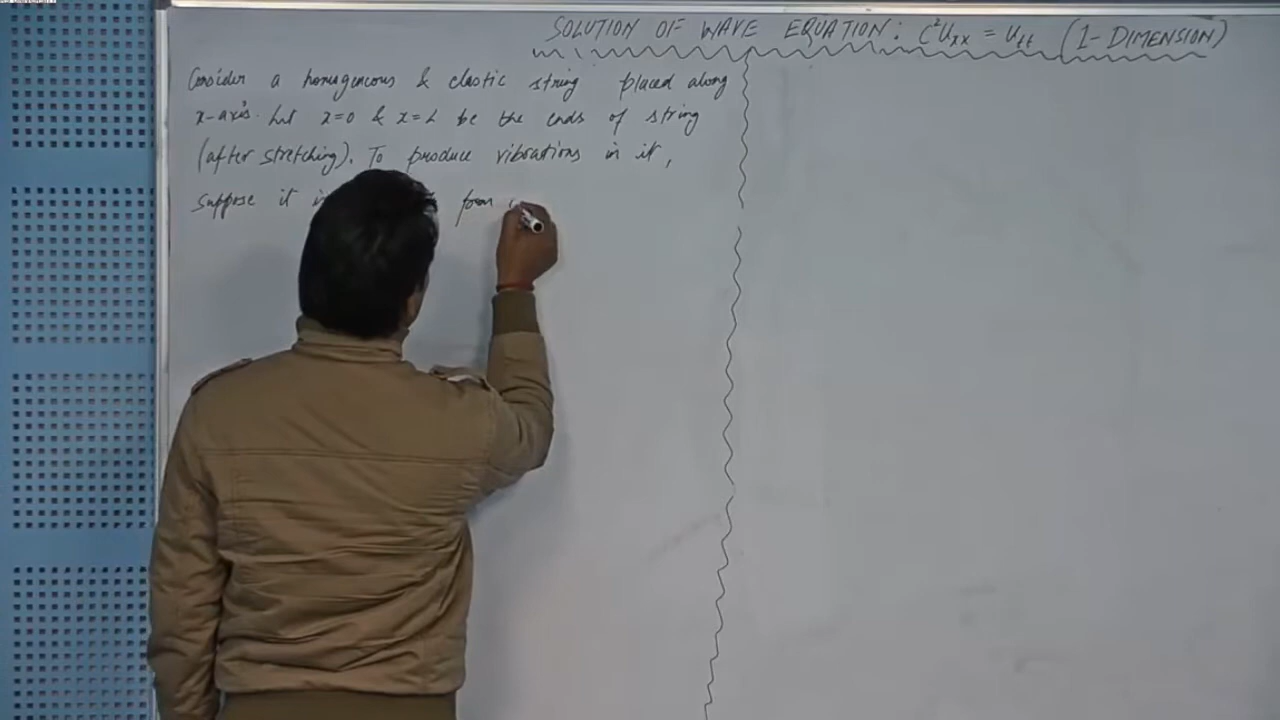 SOLUTION OF WAVE EQUATION: C²Uxx = Utt (1-DIMENSION)
Consider a homogeneous & elastic string placed along
x-axis. Let x=0 & x=L be the ends of string
(after stretching). To produce vibrations in it,
Suppose it form